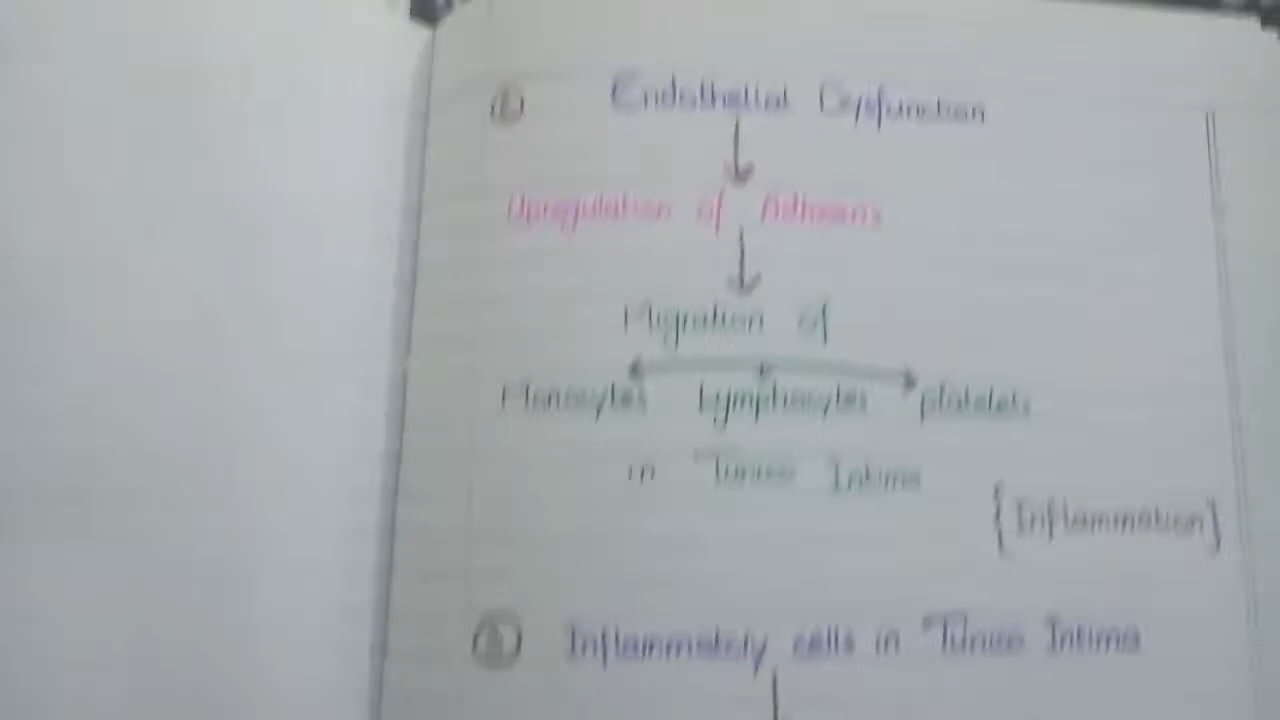 Endothelial Dysfunction
Upregulation of Adhesins
Migration of
Monocytes Lymphocytes platelets
in Tunica Intima
{Inflammation}
Inflammatory cells in Tunica Intima